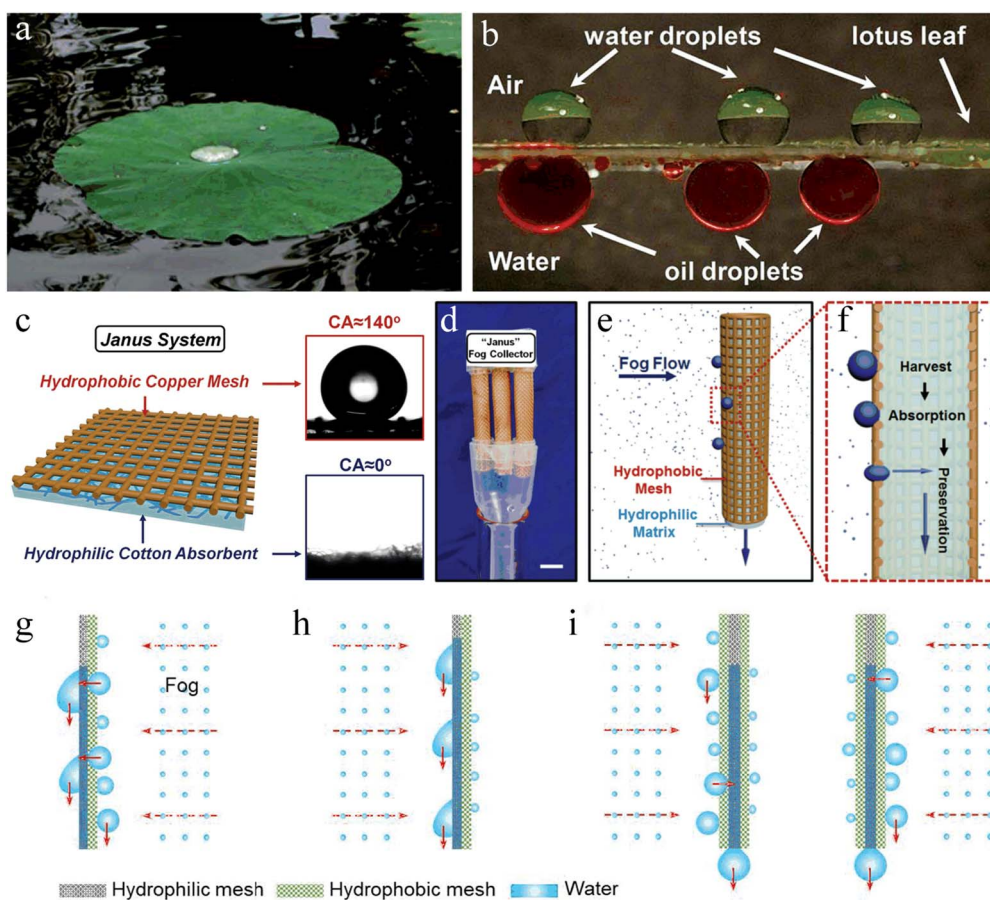 a
b
water droplets
lotus leaf
Air
Water
oil droplets
c
Janus System
Hydrophobic Copper Mesh
Hydrophilic Cotton Absorbent
CA≈140°
CA≈0°
d
"Janus"
Fog Collector
e
Fog Flow
Hydrophobic
Mesh
Hydrophilic
Matrix
f
Harvest
Absorption
Preservation
g
Fog
h
i
Hydrophilic mesh
Hydrophobic mesh
Water